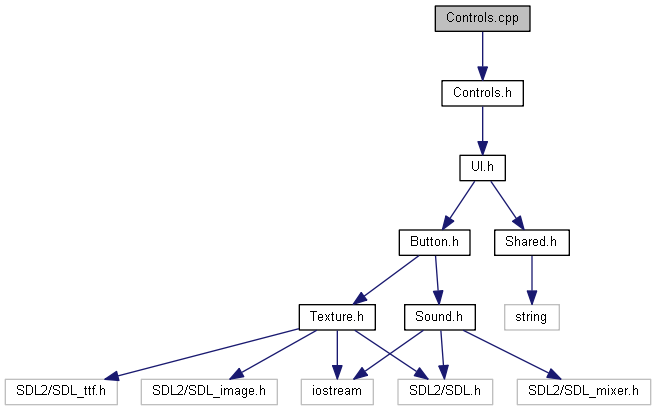 Controls.cpp
Controls.h
UI.h
Button.h
Shared.h
Texture.h
Sound.h
string
SDL2/SDL_ttf.h
SDL2/SDL_image.h
iostream
SDL2/SDL.h
SDL2/SDL_mixer.h